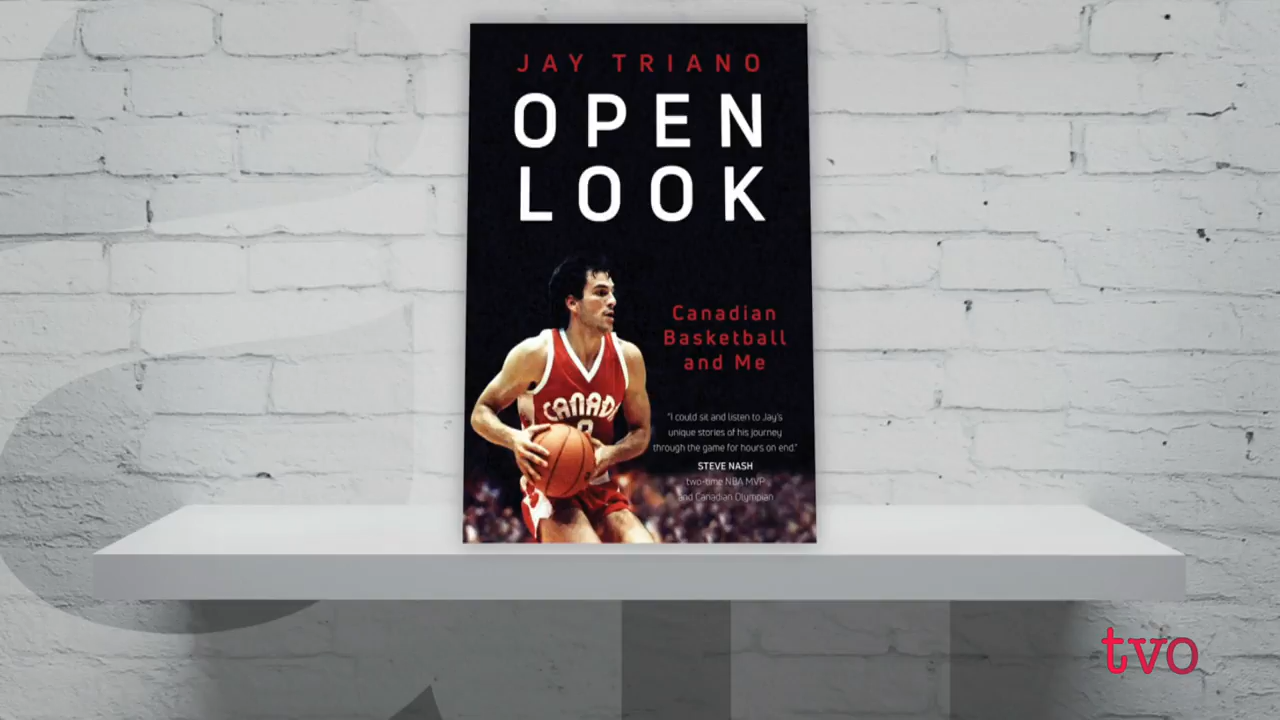 JAY TRIANO
OPEN
LOOK
Canadian
Basketball
and Me
"I could sit and listen to Jay's
unique stories of his journey
through the game for hours on end."
STEVE NASH
two-time NBA MVP
and Canadian Olympian
CANADA
tvo